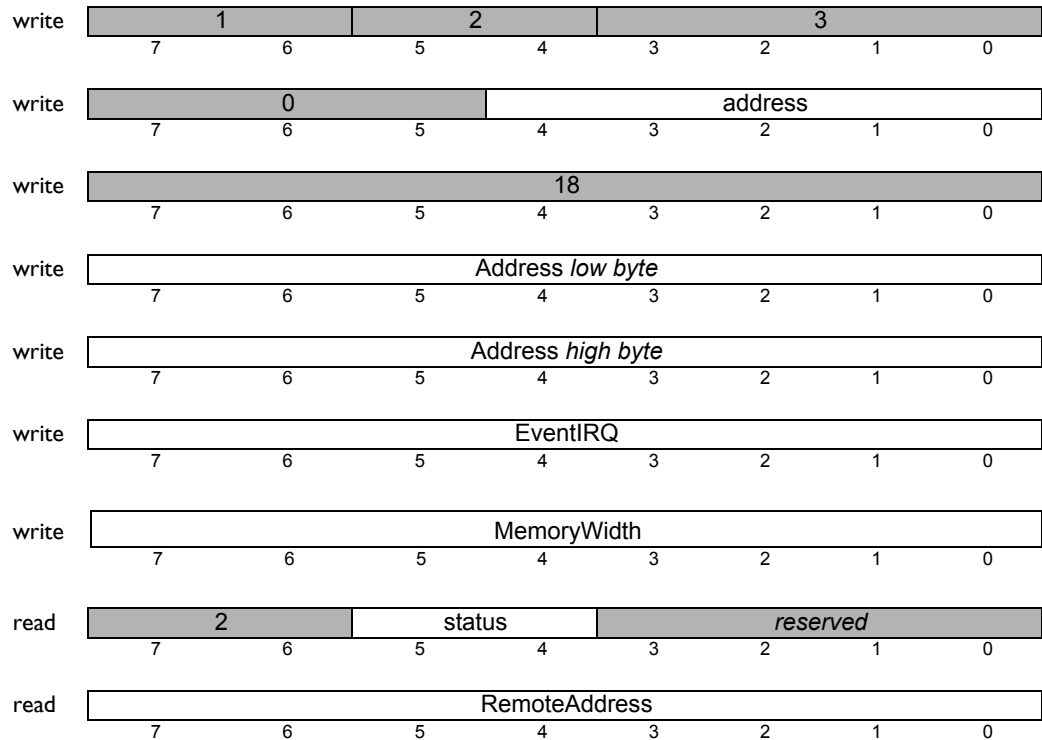 write 1 2 3
7 6 5 4 3 2 1 0
write 0 address
7 6 5 4 3 2 1 0
write 18
7 6 5 4 3 2 1 0
write Address low byte
7 6 5 4 3 2 1 0
write Address high byte
7 6 5 4 3 2 1 0
write EventIRQ
7 6 5 4 3 2 1 0
write MemoryWidth
7 6 5 4 3 2 1 0
read 2 status reserved
7 6 5 4 3 2 1 0
read RemoteAddress
7 6 5 4 3 2 1 0